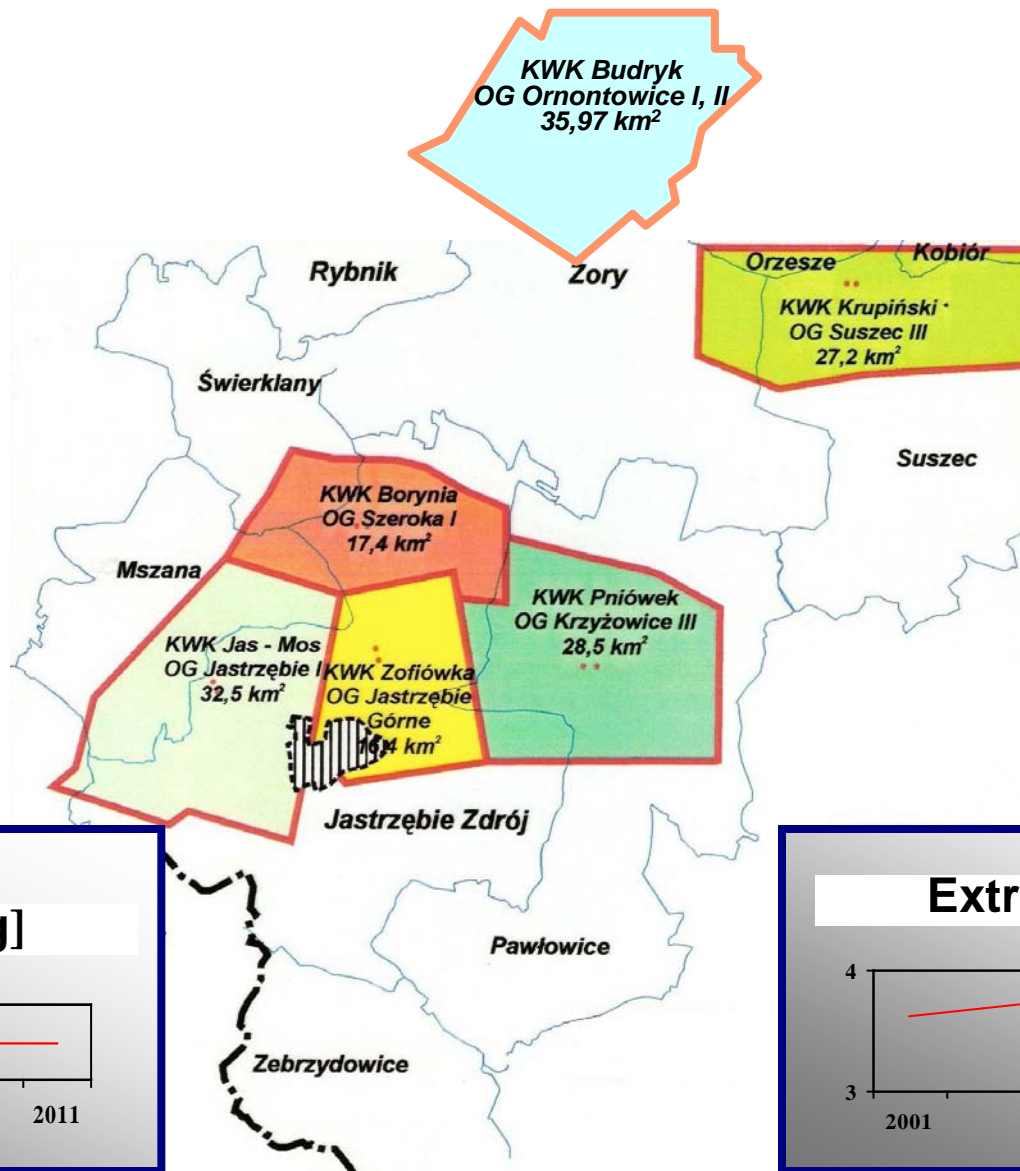 KWK Budryk
OG Ornontowice I, II
35,97 km²
Rybnik
Żory
Orzesze
Kobiór
KWK Krupiński
OG Suszec III
27,2 km²
Świerklany
Suszec
KWK Borynia
OG Szeroka I
17,4 km²
Mszana
KWK Pniówek
OG Krzyżowice III
28,5 km²
KWK Jas - Mos
OG Jastrzębie I
32,5 km²
KWK Zofiówka
OG Jastrzębie
Górne
16,4 km²
Jastrzębie Zdrój
g]
2011
Extr
4
3
2001
Pawłowice
Zebrzydowice